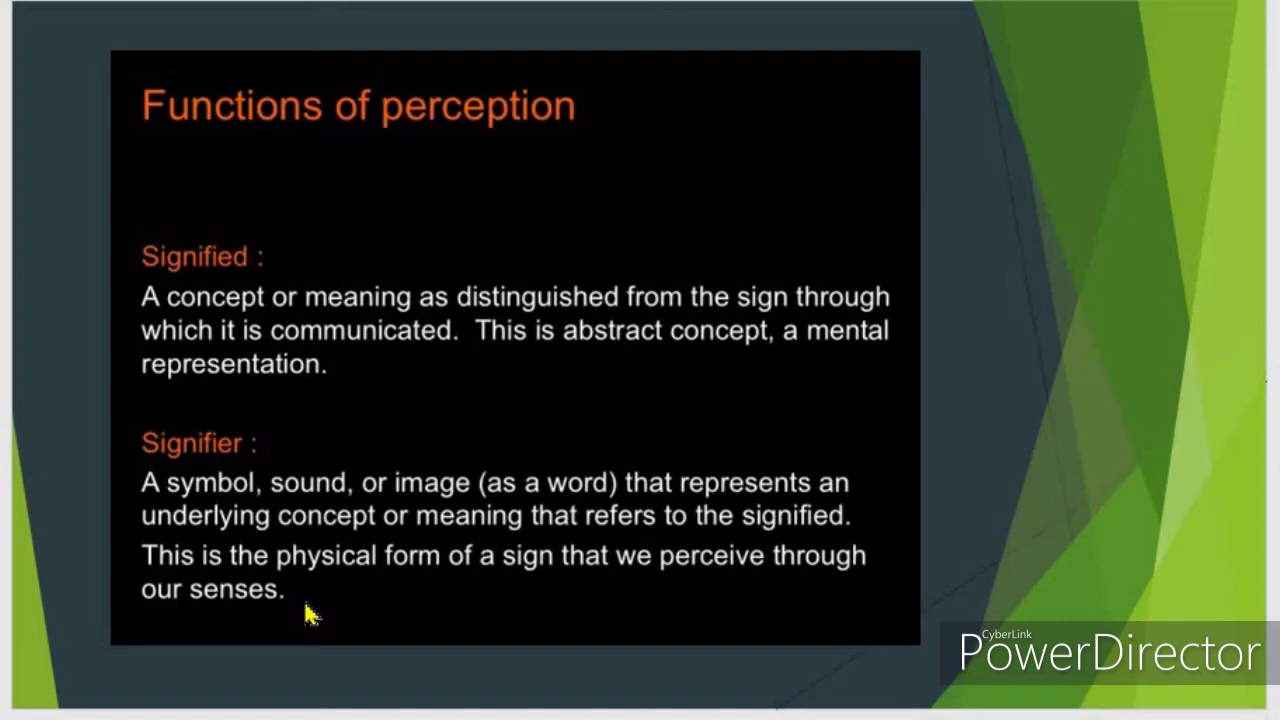 Functions of perception
Signified :
A concept or meaning as distinguished from the sign through
which it is communicated.  This is abstract concept, a mental
representation.
Signifier :
A symbol, sound, or image (as a word) that represents an
underlying concept or meaning that refers to the signified.
This is the physical form of a sign that we perceive through
our senses.
CyberLink
PowerDirector